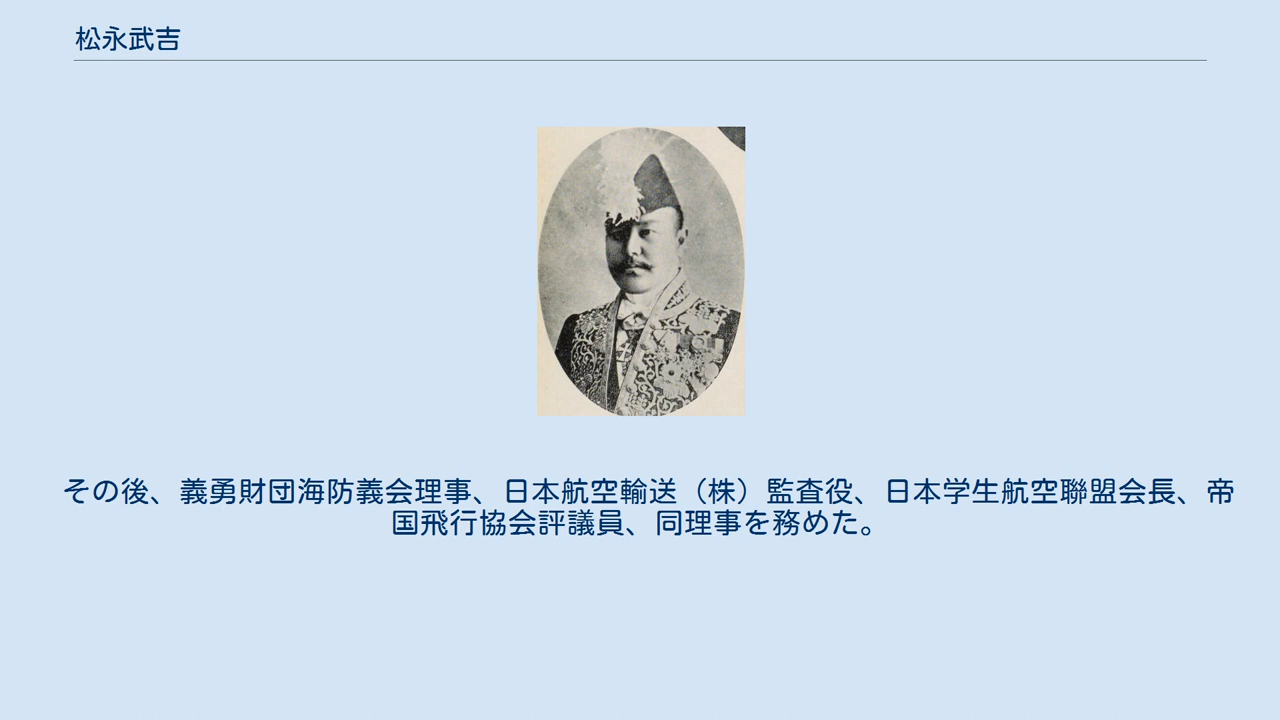 松永武吉
その後、義勇財団海防義会理事、日本航空輸送（株）監査役、日本学生航空聯盟会長、帝
国飛行協会評議員、同理事を務めた。